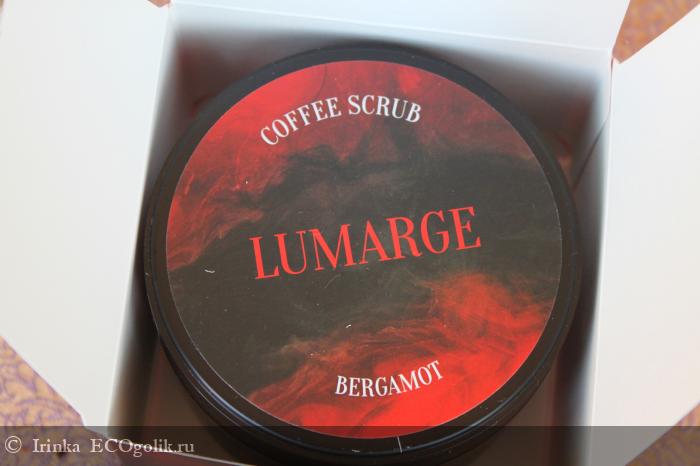 COFFEE SCRUB
LUMARGE
BERGAMOT
© Irinka ECOgolik.ru